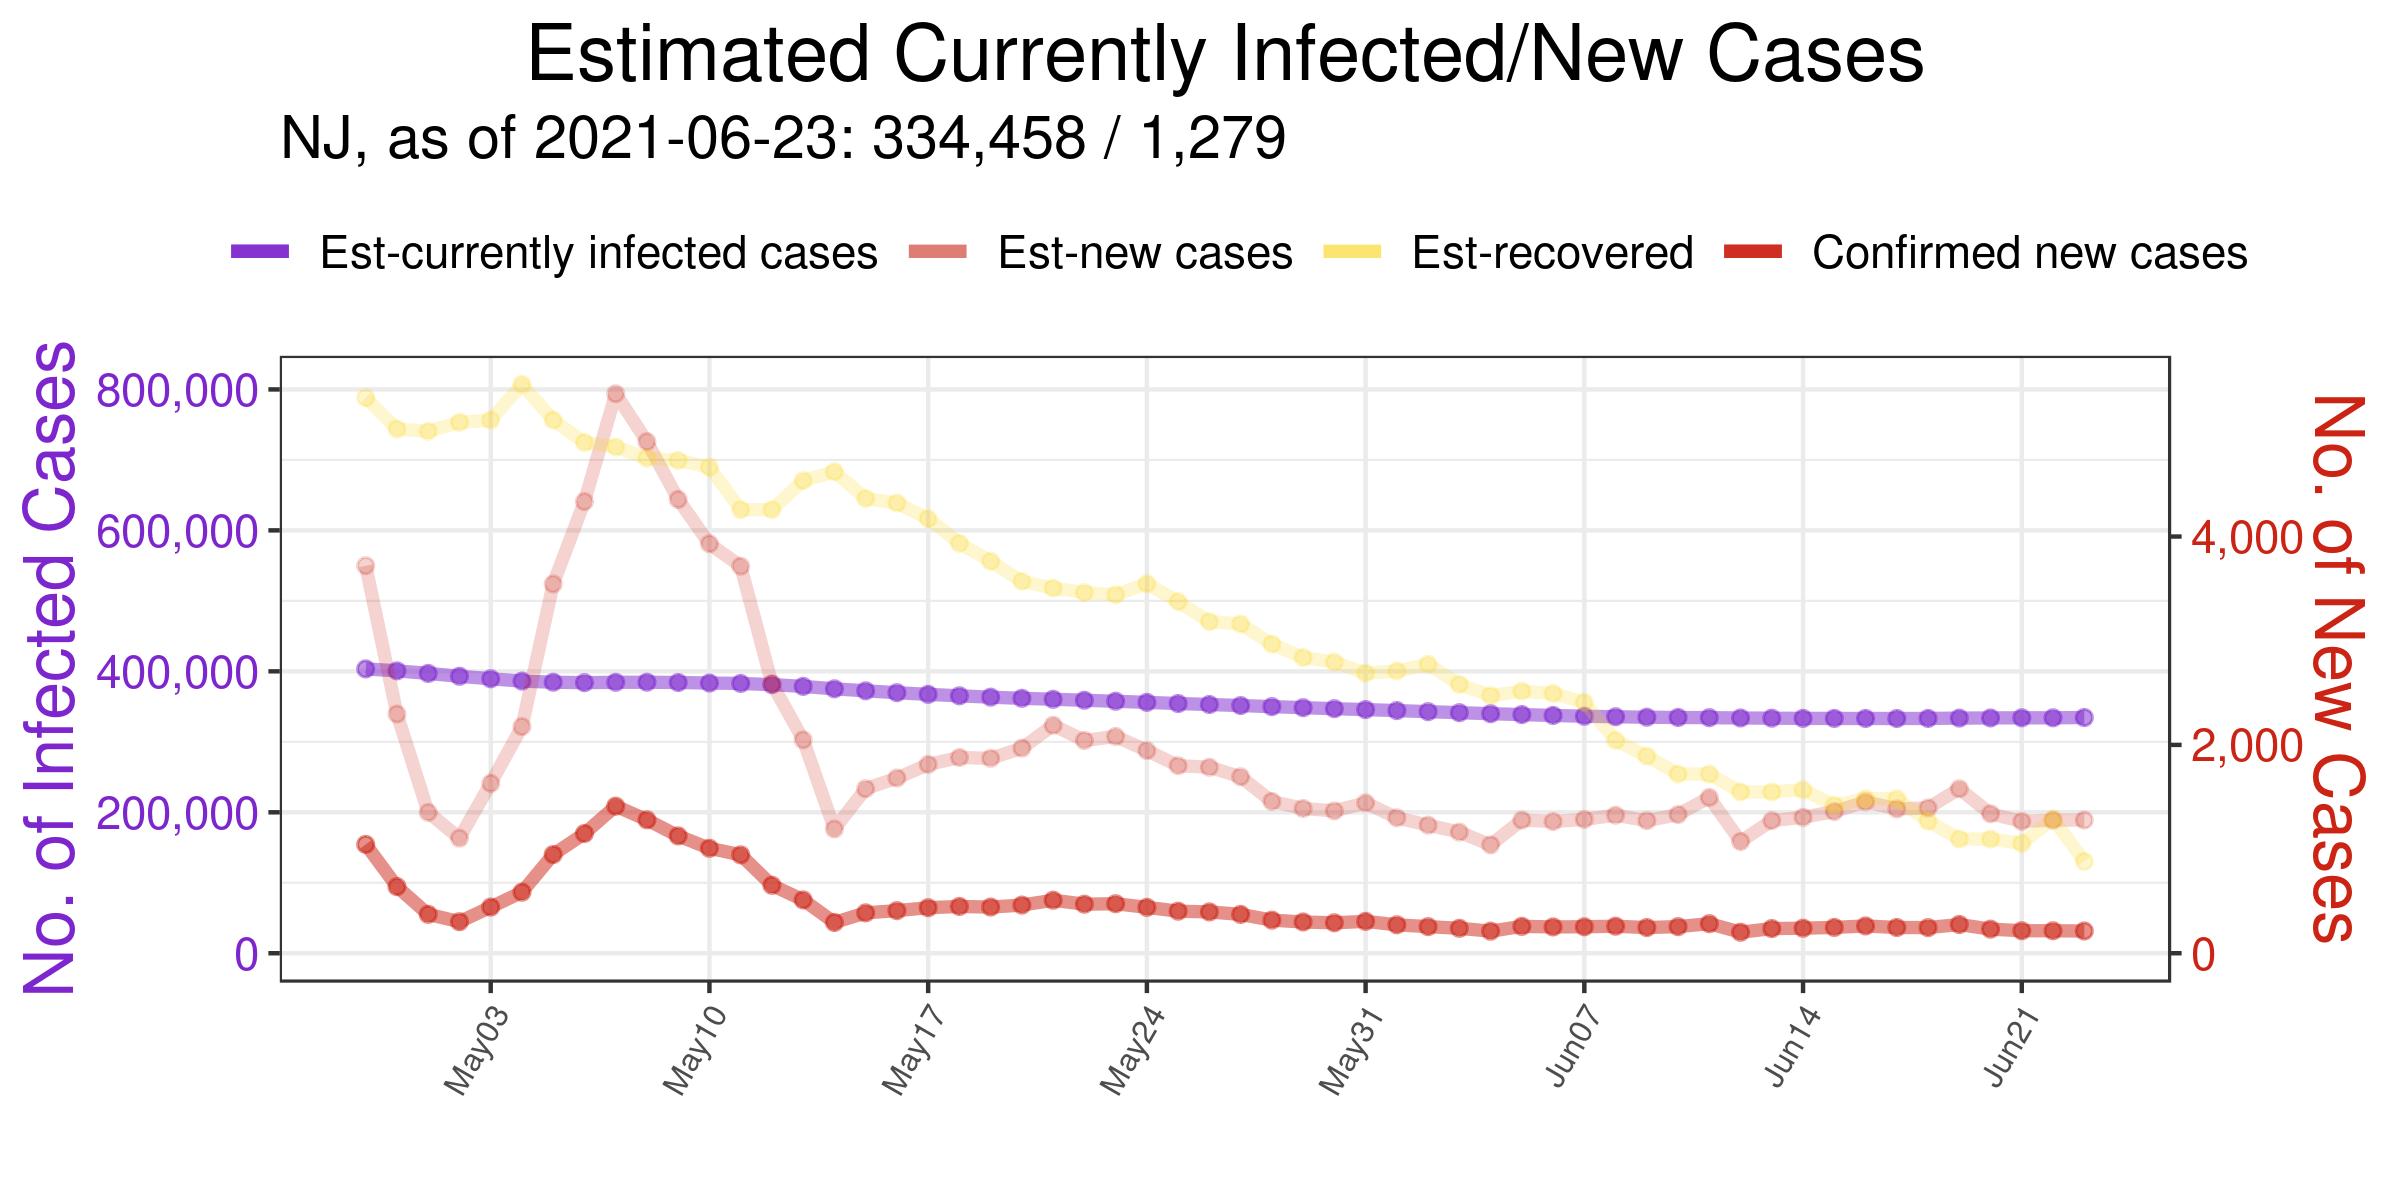 Estimated Currently Infected/New Cases
NJ, as of 2021-06-23: 334,458 / 1,279
Est-currently infected cases Est-new cases Est-recovered Confirmed new cases
No. of Infected Cases
800,000
600,000
400,000
200,000
0
4,000
2,000
0
No. of New Cases
May03 May10 May17 May24 May31 Jun07 Jun14 Jun21